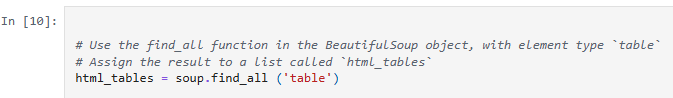 In [10]:
# Use the find_all function in the BeautifulSoup object, with element type `table`
# Assign the result to a list called `html_tables`
html_tables = soup.find_all ('table')